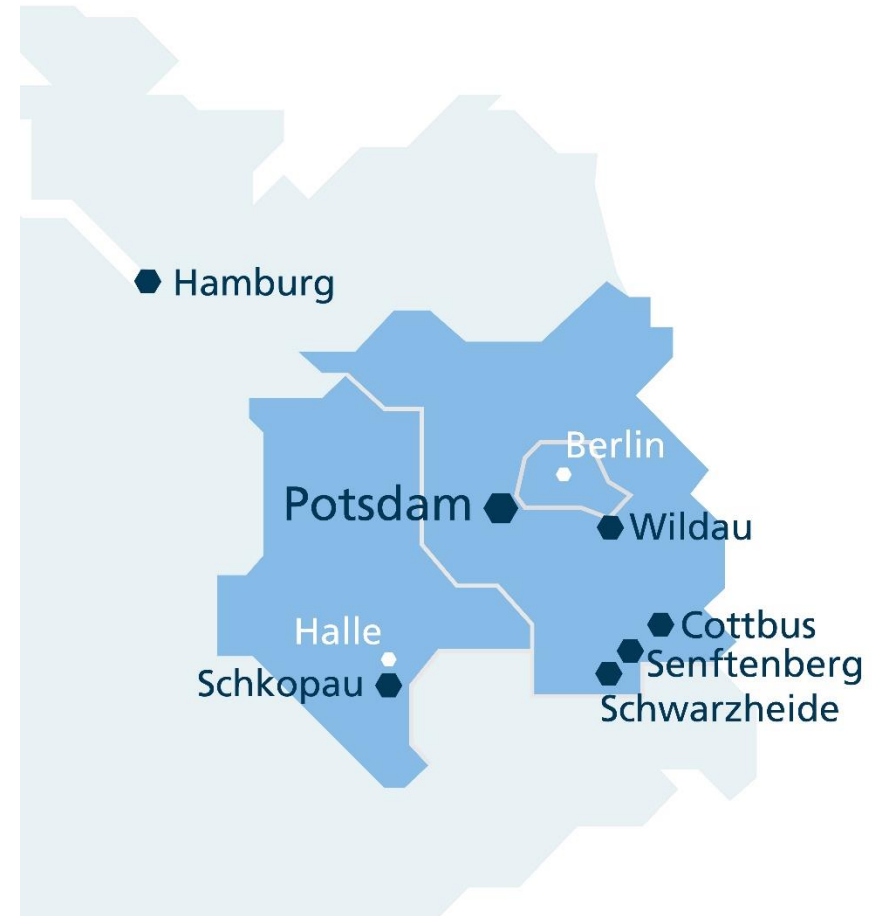 Hamburg
Berlin
Potsdam
Wildau
Halle
Cottbus
Senftenberg
Schkopau
Schwarzheide